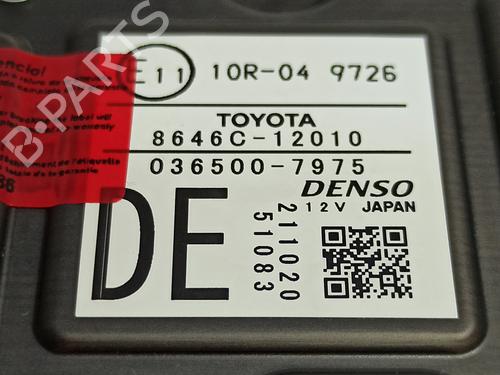 E11 10R-04 9726
TOYOTA
8646C-12010
036500-7975
DENSO
12V JAPAN
DE
211020
51083
B-PARTS